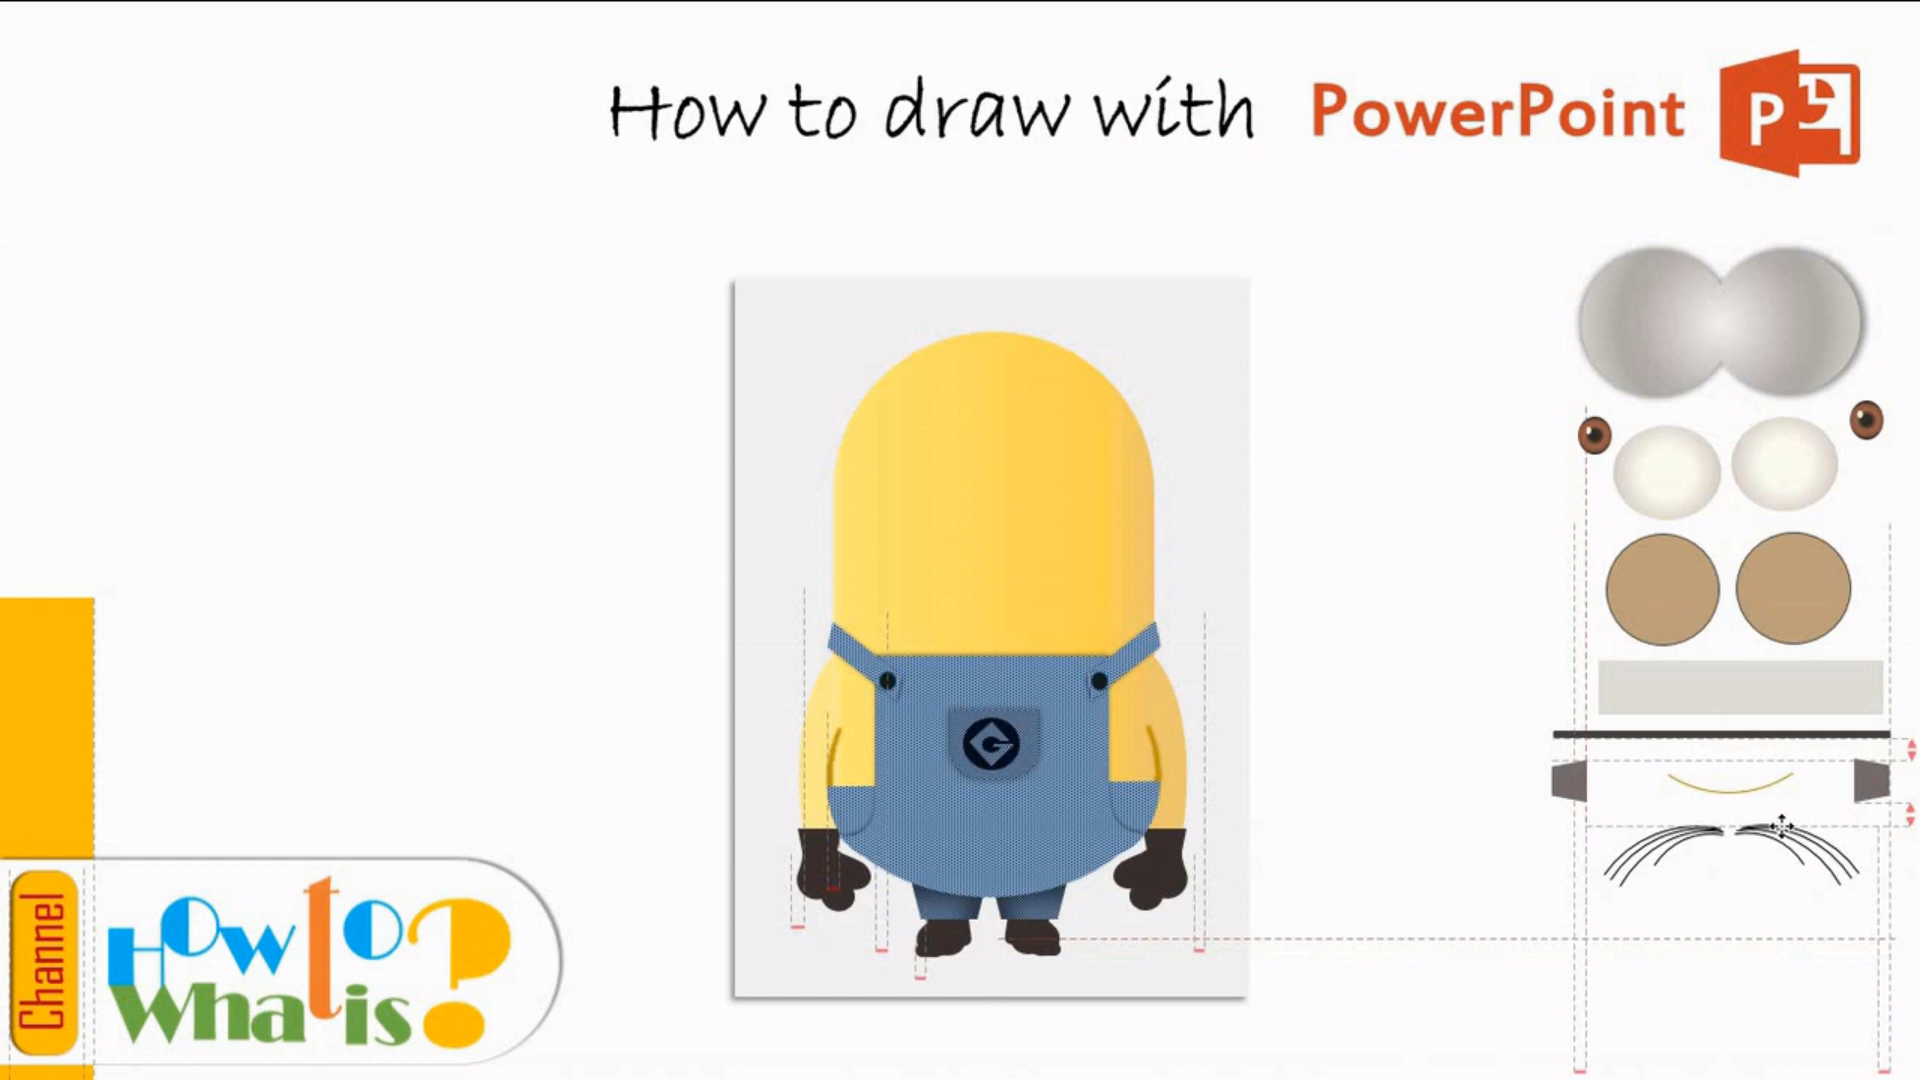 How to draw with PowerPoint
P
G
Channel
How to
What is ?